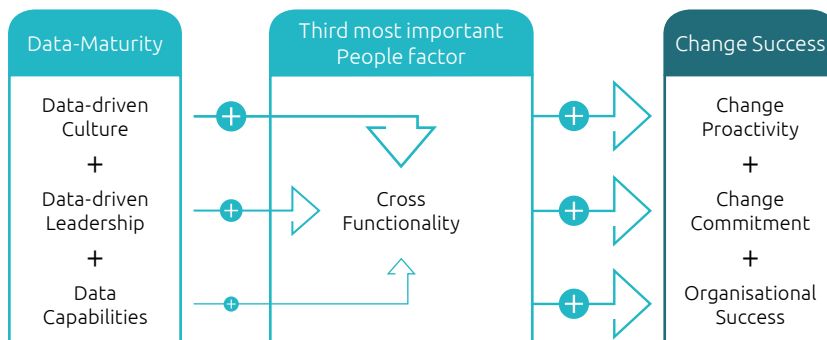 Data-Maturity
Data-driven
Culture
+
Data-driven
Leadership
+
Data
Capabilities
+
+
+
Third most important
People factor
Cross
Functionality
+
+
+
Change Success
Change
Proactivity
+
Change
Commitment
+
Organisational
Success